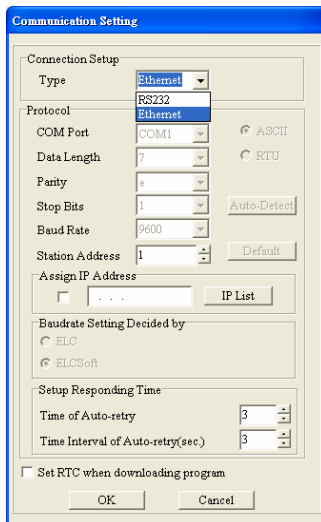 Communication Setting
Connection Setup
Type Ethernet
RS232
Ethernet
Protocol
COM Port COM1 ASCII
Data Length 7 RTU
Parity e
Stop Bits 1 Auto-Detect
Baud Rate 9600
Station Address 1 Default
Assign IP Address
. . . IP List
Baudrate Setting Decided by
ELC
ELCSoft
Setup Responding Time
Time of Auto-retry 3
Time Interval of Auto-retry(sec.) 3
Set RTC when downloading program
OK Cancel